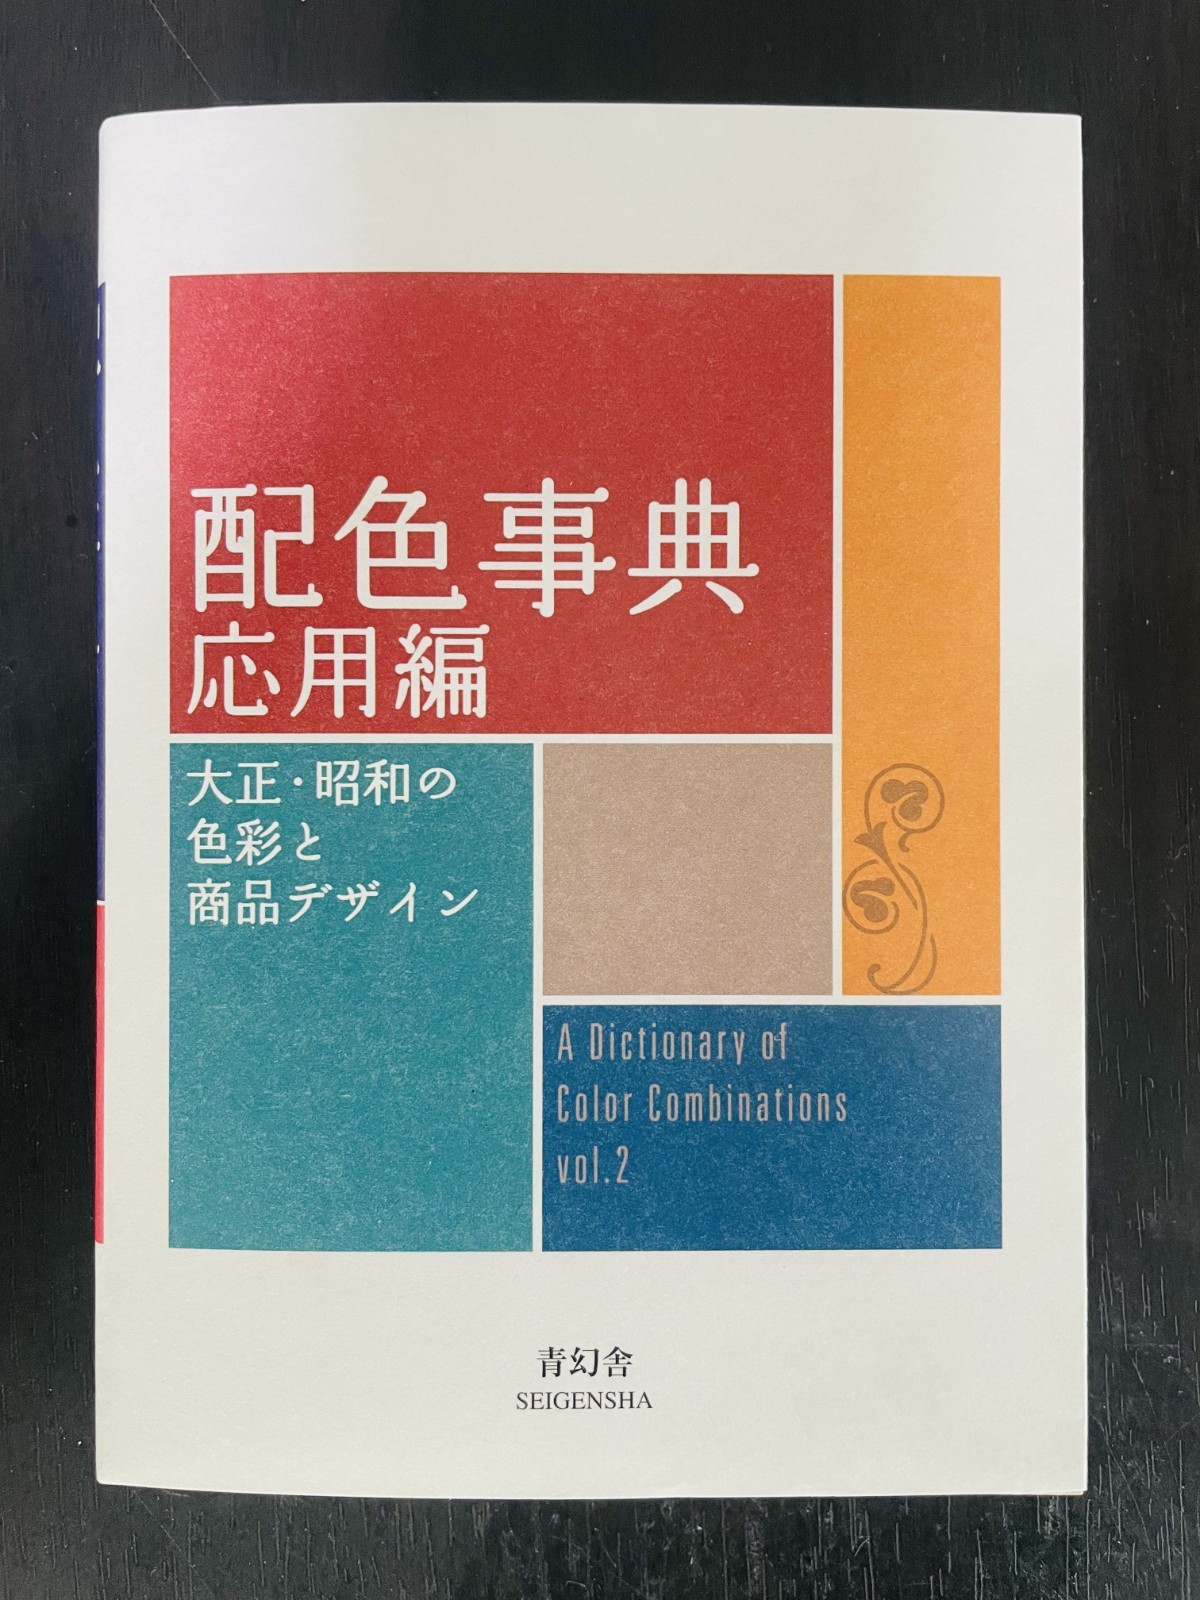 配色事典
応用編
大正・昭和の
色彩と
商品デザイン
A Dictionary of
Color Combinations
vol.2
青幻舎
SEIGENSHA